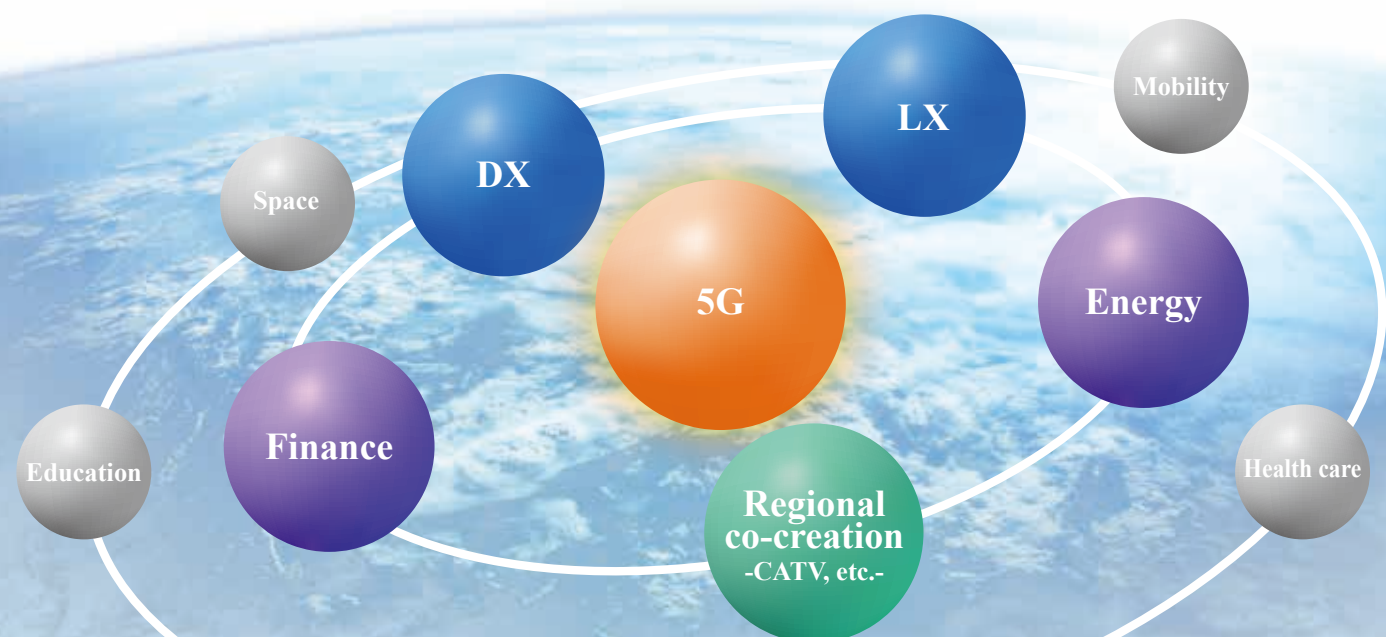 Mobility
LX
DX
Space
5G
Energy
Finance
Education
Health care
Regional
co-creation
-CATV, etc.-